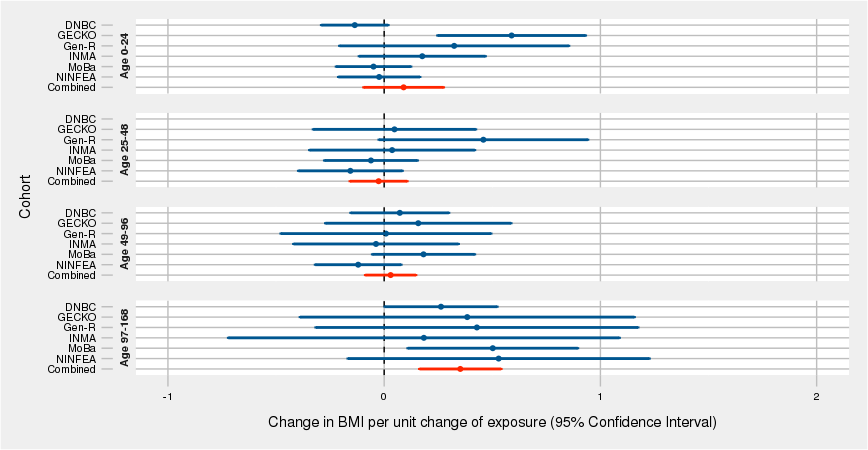 DNBC
GECKO
Gen-R
INMA
MoBa
NINFEA
Combined
Age 0-24
DNBC
GECKO
Gen-R
INMA
MoBa
NINFEA
Combined
Age 25-48
DNBC
GECKO
Gen-R
INMA
MoBa
NINFEA
Combined
Age 49-96
DNBC
GECKO
Gen-R
INMA
MoBa
NINFEA
Combined
Age 97-168
Cohort
-1 0 1 2
Change in BMI per unit change of exposure (95% Confidence Interval)